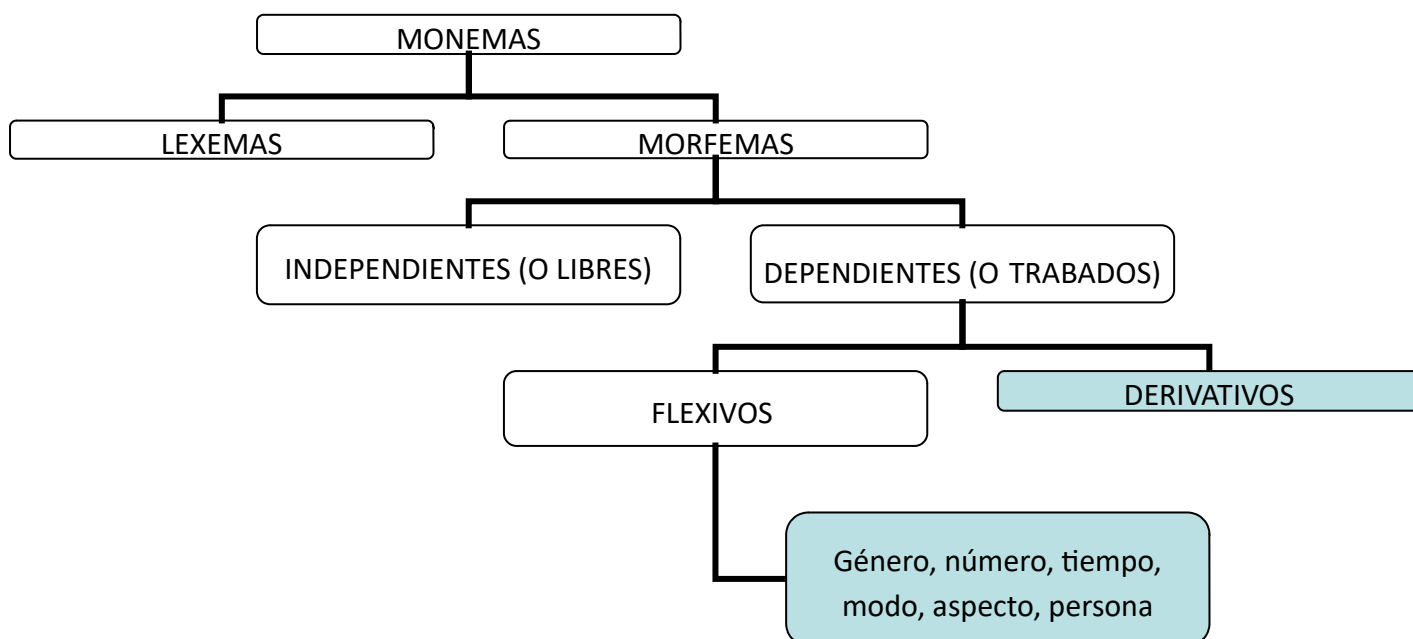 MONEMAS
LEXEMAS
MORFEMAS
INDEPENDIENTES (O LIBRES)
DEPENDIENTES (O TRABADOS)
FLEXIVOS
DERIVATIVOS
Género, número, tiempo,
modo, aspecto, persona